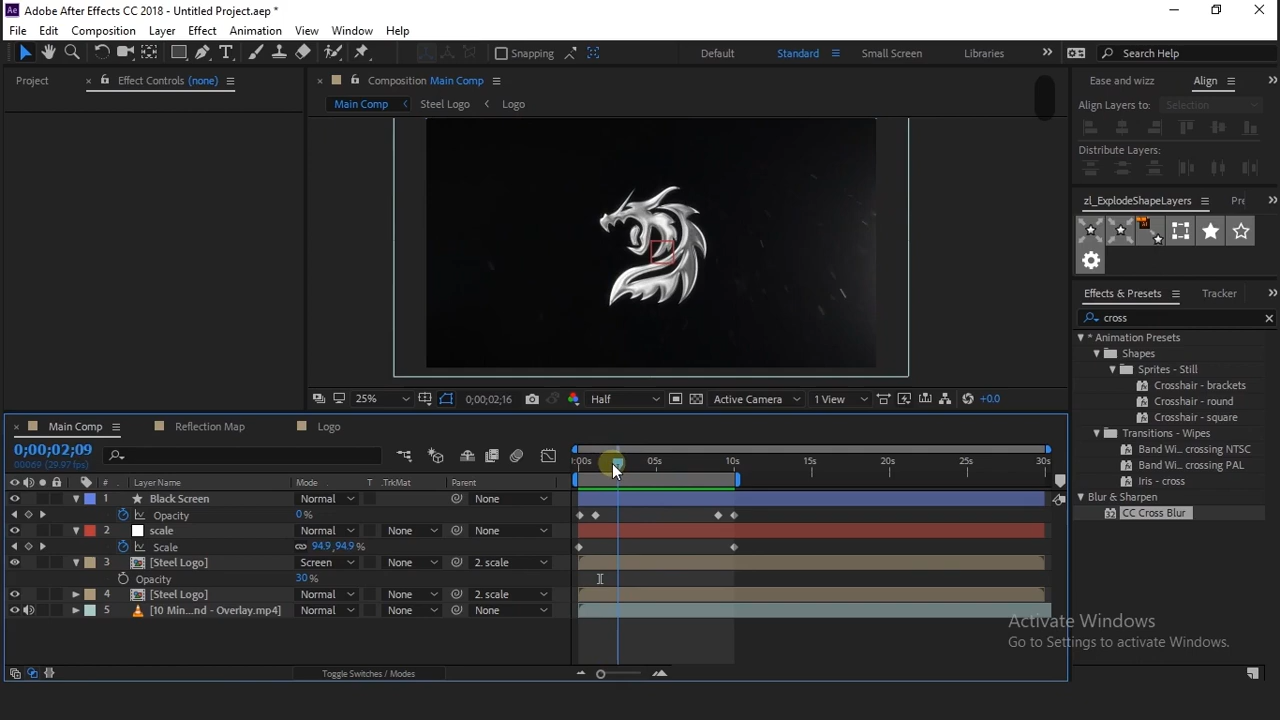 Adobe After Effects CC 2018 - Untitled Project.aep *
File Edit Composition Layer Effect Animation View Window Help
Snapping Default Standard Small Screen Libraries Search Help
Project Effect Controls (none) Composition Main Comp Ease and wizz Align
Main Comp Steel Logo Logo
Align Layers to: Selection
Distribute Layers:
zl_ExplodeShapeLayers Pre
Effects & Presets Tracker
cross
* Animation Presets
Shapes
Sprites - Still
Crosshair - brackets
Crosshair - round
Crosshair - square
Transitions - Wipes
Band Wi... crossing NTSC
Band Wi... crossing PAL
Iris - cross
Blur & Sharpen
CC Cross Blur
25% 0;00;02;16 Half Active Camera 1 View +0.0
Main Comp Reflection Map Logo
0;00;02;09
00069 (29.97 fps)
:00s 05s 10s 15s 20s 25s 30s
# Layer Name Mode T .TrkMat Parent
1 Black Screen Normal None
Opacity 0 %
2 scale Normal None None
Scale 94.9,94.9 %
3 [Steel Logo] Screen None 2. scale
Opacity 30 %
4 [Steel Logo] Normal None 2. scale
5 [10 Min...nd - Overlay.mp4] Normal None None
Toggle Switches / Modes
Activate Windows
Go to Settings to activate Windows.